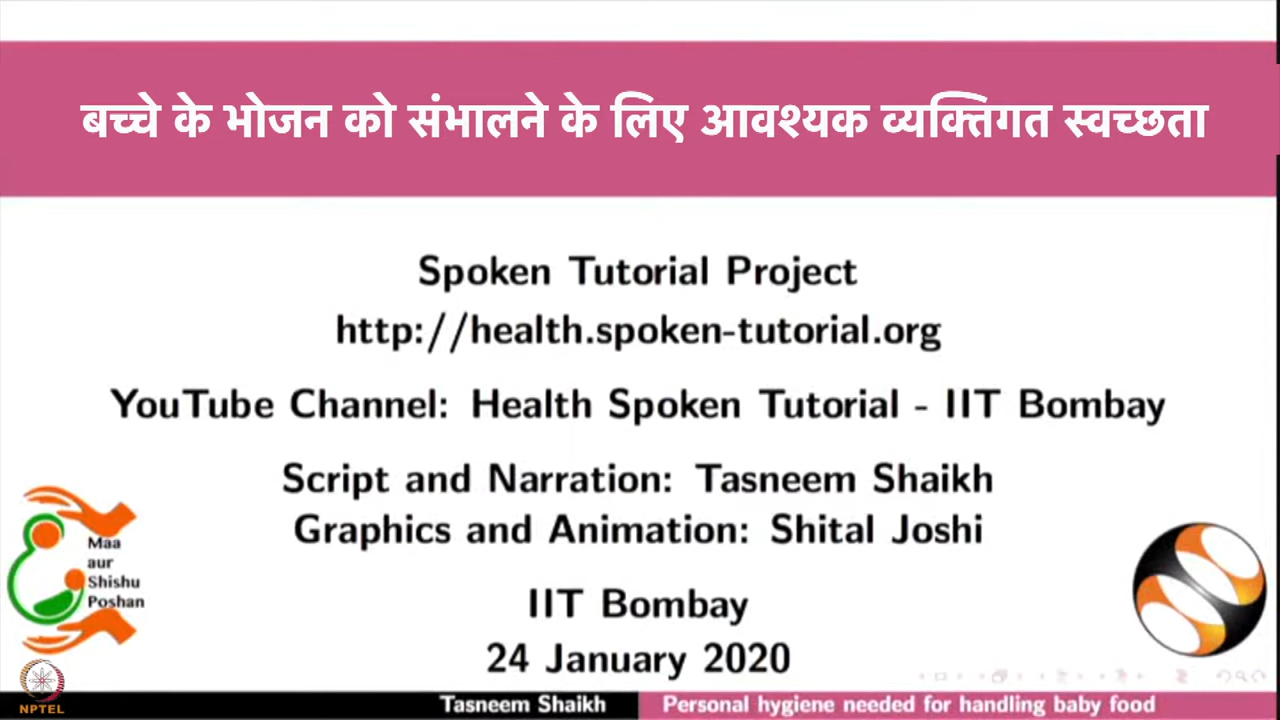 बच्चे के भोजन को संभालने के लिए आवश्यक व्यक्तिगत स्वच्छता
Spoken Tutorial Project
http://health.spoken-tutorial.org
YouTube Channel: Health Spoken Tutorial - IIT Bombay
Script and Narration: Tasneem Shaikh
Graphics and Animation: Shital Joshi
Maa
aur
Shishu
Poshan
IIT Bombay
24 January 2020
NPTEL
Tasneem Shaikh
Personal hygiene needed for handling baby food